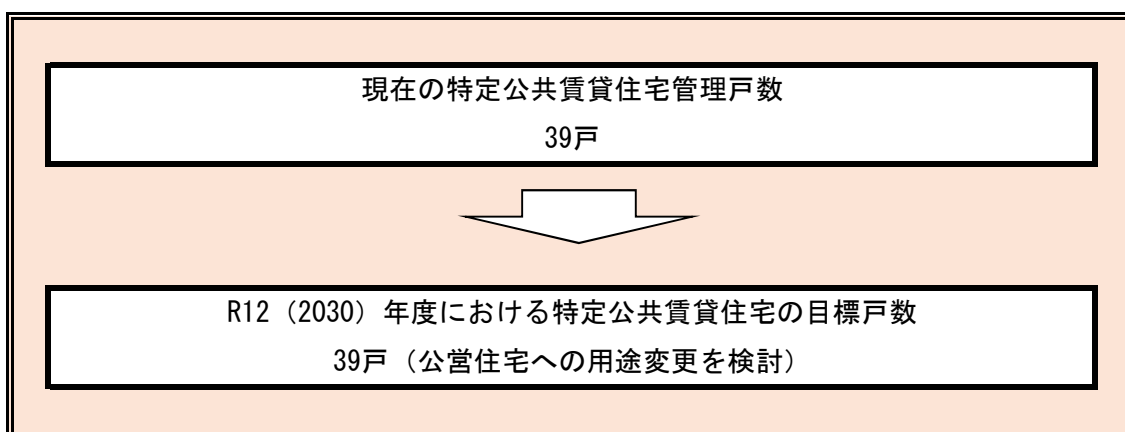 現在の特定公共賃貸住宅管理戸数
39戸
R12（2030）年度における特定公共賃貸住宅の目標戸数
39戸（公営住宅への用途変更を検討）